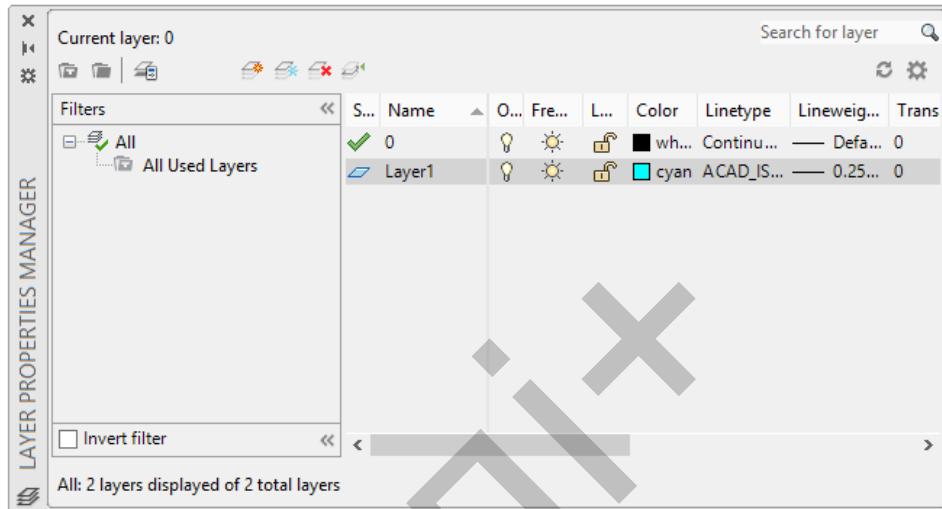 Current layer: 0
Search for layer
Filters
S... Name O... Fre... L... Color Linetype Lineweig... Trans
All
All Used Layers
0 wh... Continu... Defa... 0
Layer1 cyan ACAD_IS... 0.25... 0
LAYER PROPERTIES MANAGER
Invert filter
All: 2 layers displayed of 2 total layers